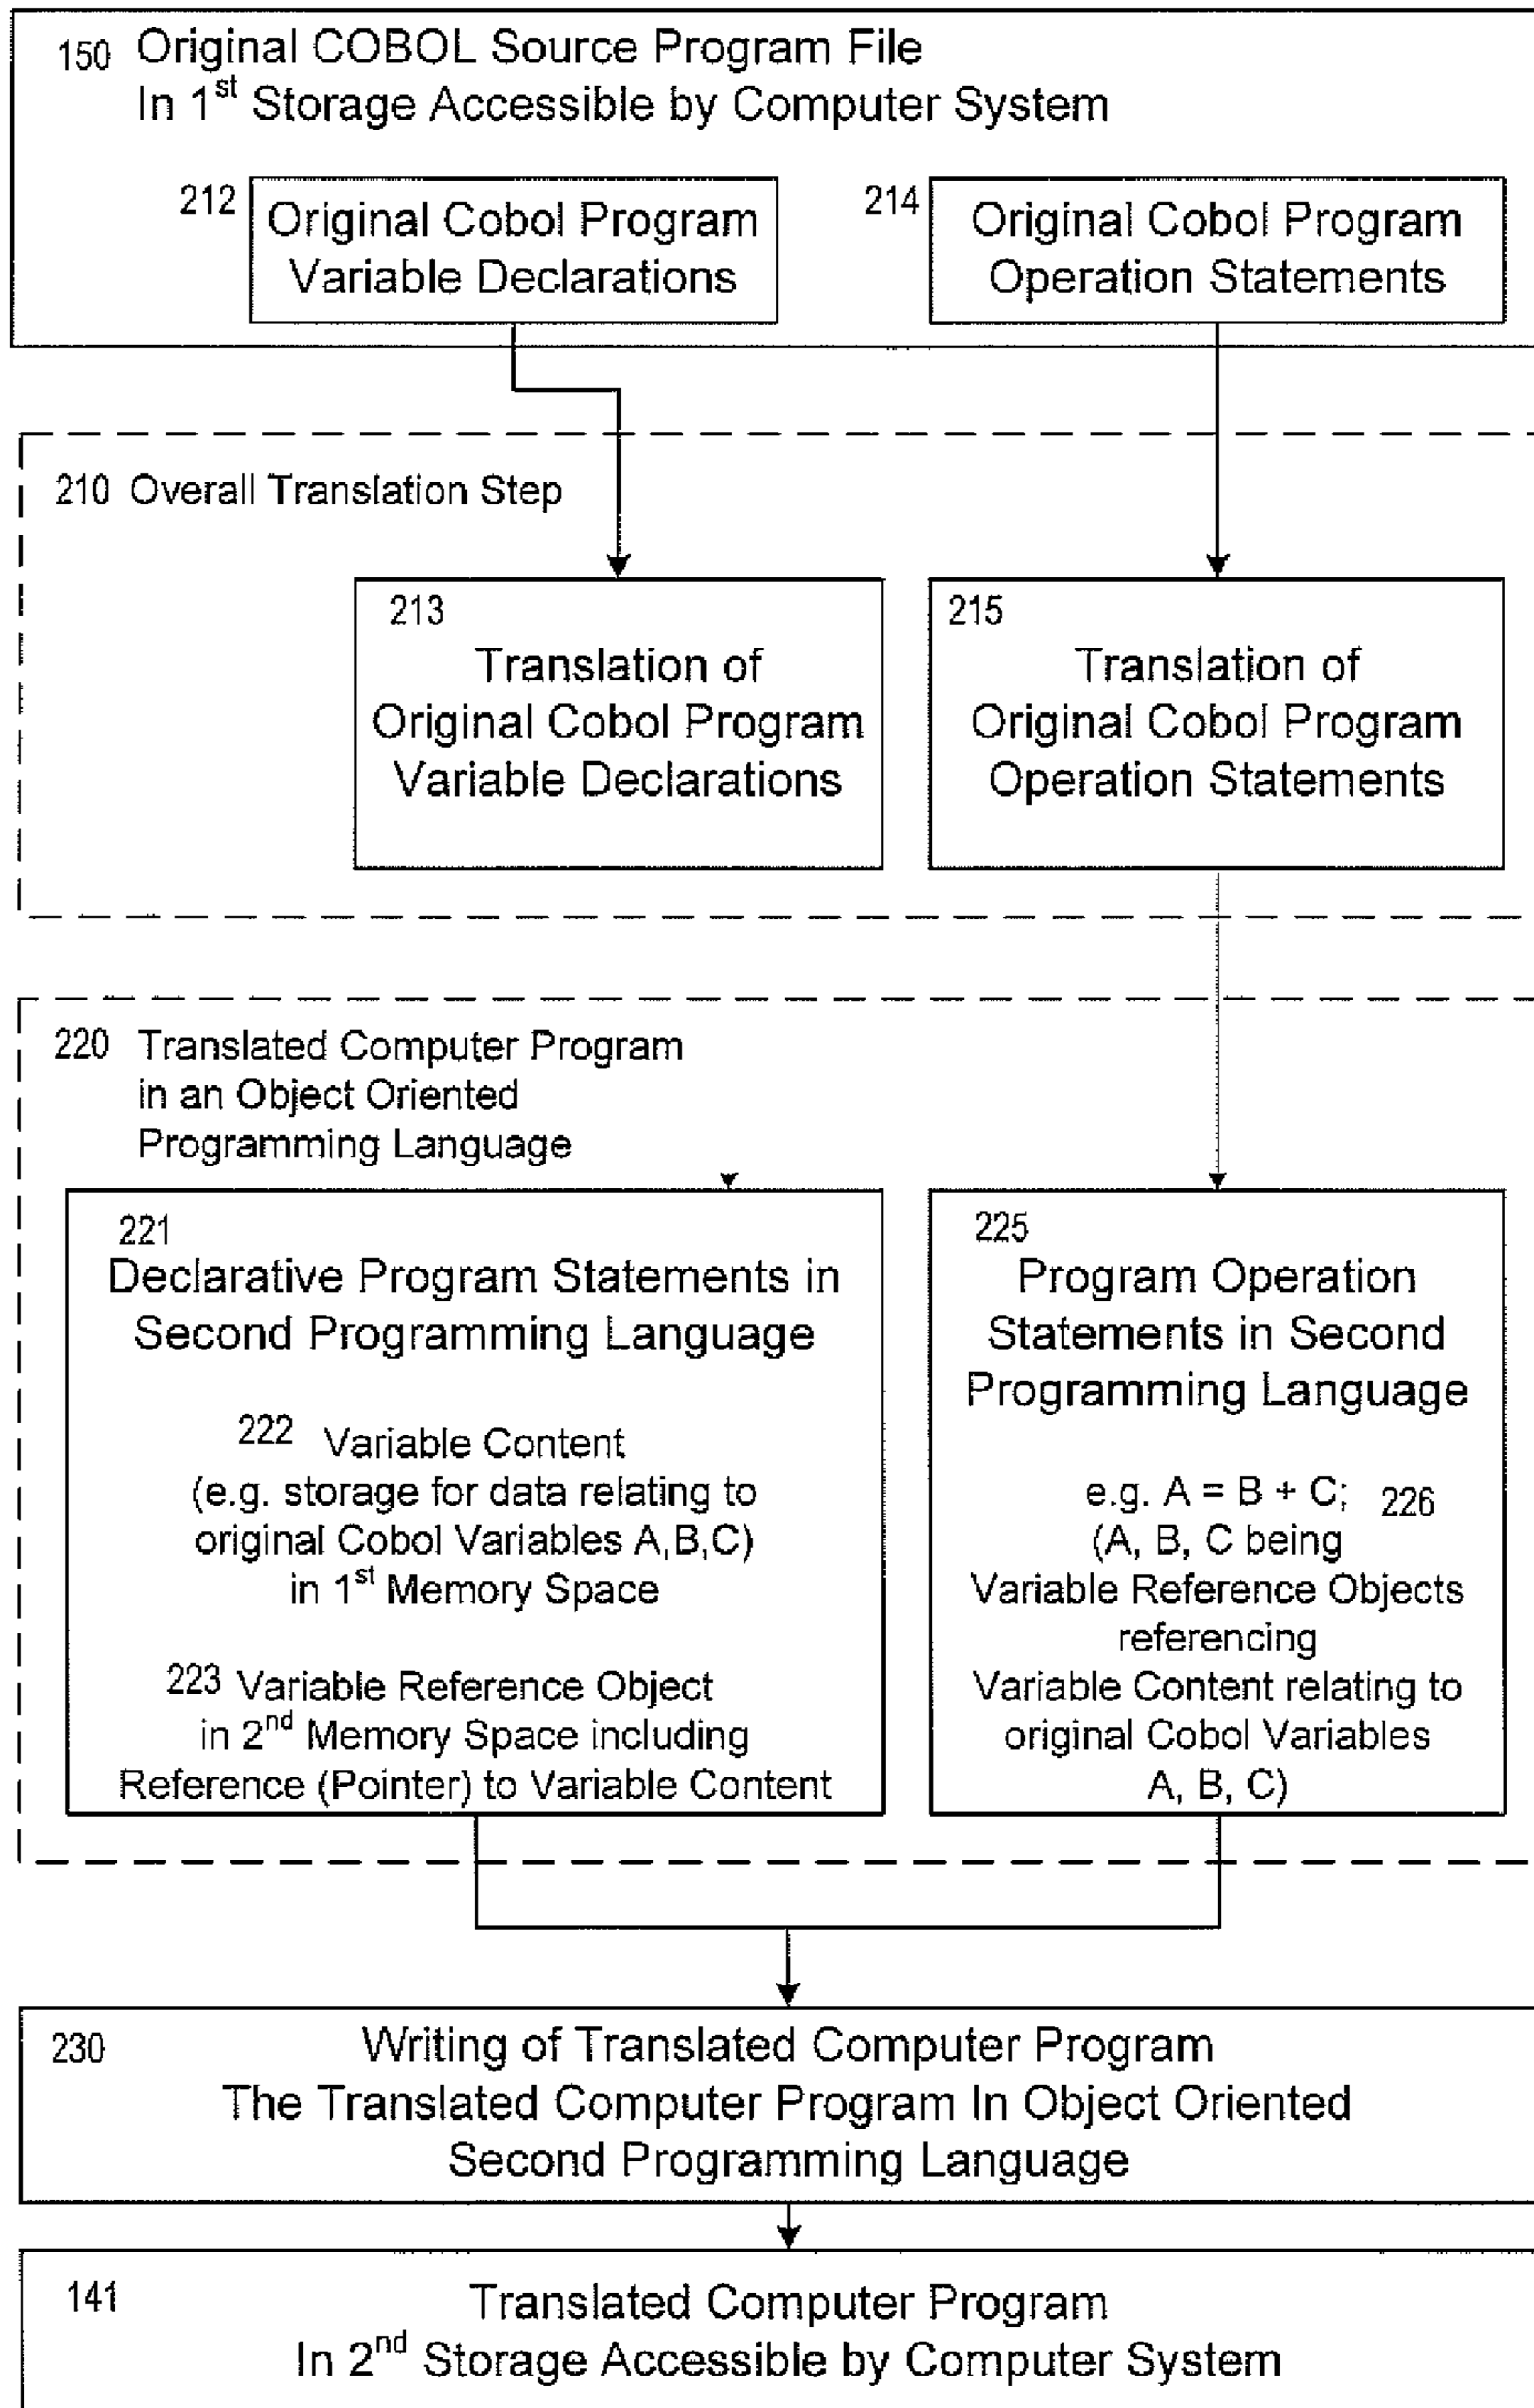 150 Original COBOL Source Program File
In 1st Storage Accessible by Computer System
212 Original Cobol Program
Variable Declarations
214 Original Cobol Program
Operation Statements
210 Overall Translation Step
213
Translation of
Original Cobol Program
Variable Declarations
215
Translation of
Original Cobol Program
Operation Statements
220 Translated Computer Program
in an Object Oriented
Programming Language
221
Declarative Program Statements in
Second Programming Language
222 Variable Content
(e.g. storage for data relating to
original Cobol Variables A,B,C)
in 1st Memory Space
223 Variable Reference Object
in 2nd Memory Space including
Reference (Pointer) to Variable Content
225
Program Operation
Statements in Second
Programming Language
e.g. A = B + C; 226
(A, B, C being
Variable Reference Objects
referencing
Variable Content relating to
original Cobol Variables
A, B, C)
230 Writing of Translated Computer Program
The Translated Computer Program In Object Oriented
Second Programming Language
141 Translated Computer Program
In 2nd Storage Accessible by Computer System